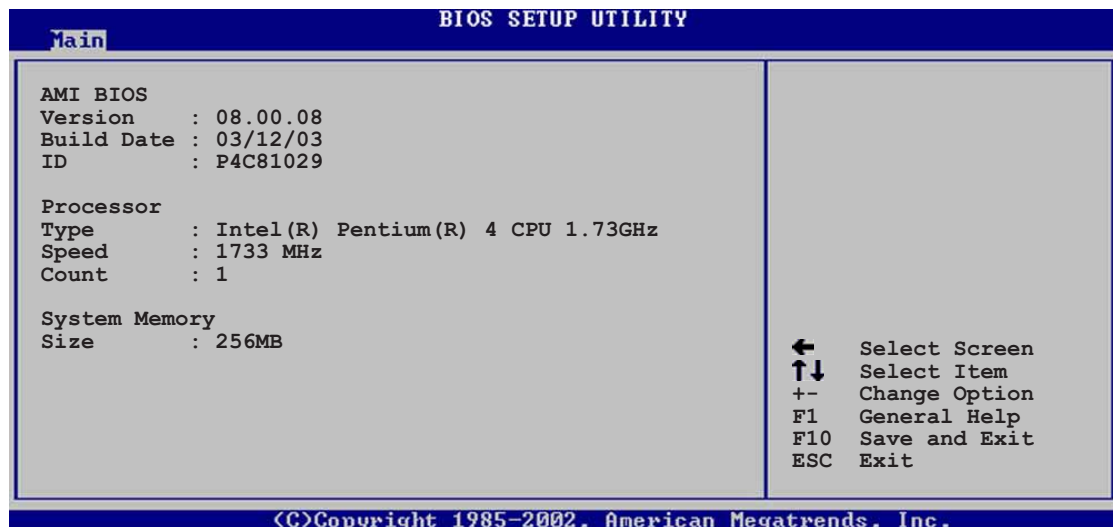 BIOS SETUP UTILITY
Main
AMI BIOS
Version : 08.00.08
Build Date : 03/12/03
ID : P4C81029
Processor
Type : Intel(R) Pentium(R) 4 CPU 1.73GHz
Speed : 1733 MHz
Count : 1
System Memory
Size : 256MB
← Select Screen
↑↓ Select Item
+- Change Option
F1 General Help
F10 Save and Exit
ESC Exit
(C)Copyright 1985-2002, American Megatrends, Inc.